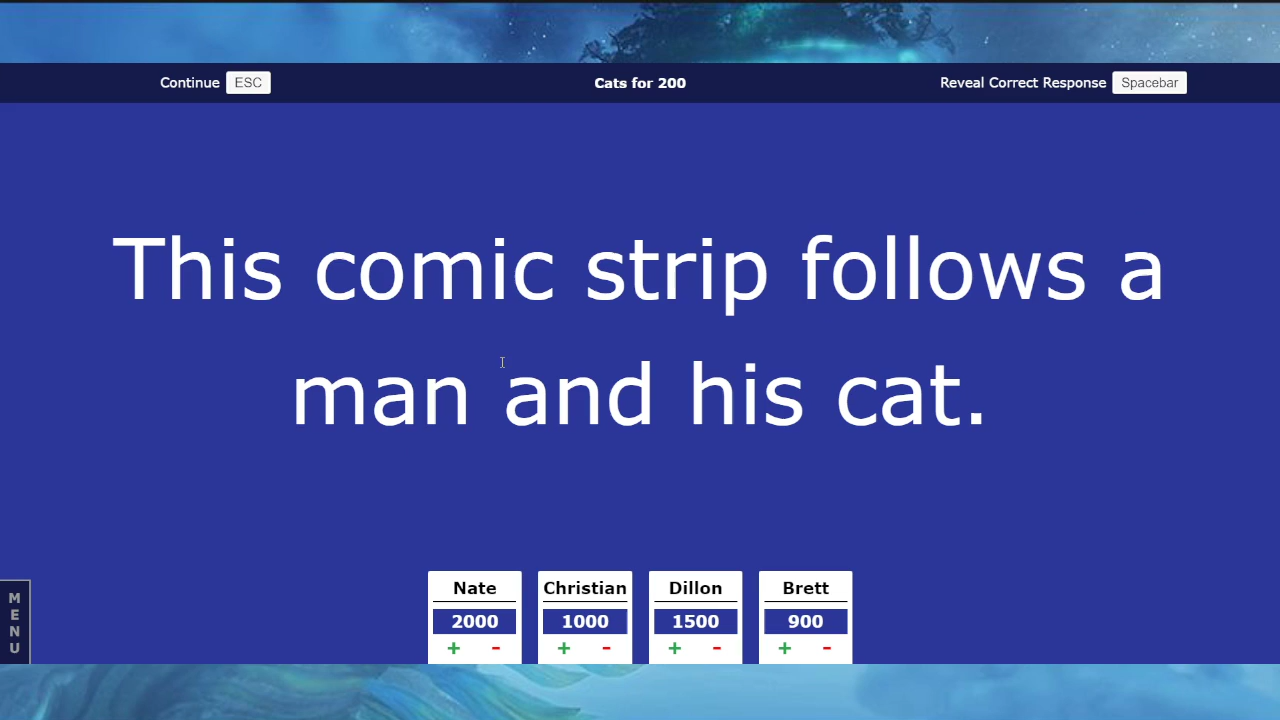 Continue ESC Cats for 200 Reveal Correct Response Spacebar
This comic strip follows a
man and his cat.
Nate Christian Dillon Brett
2000 1000 1500 900
+ - + - + - + -
MENU